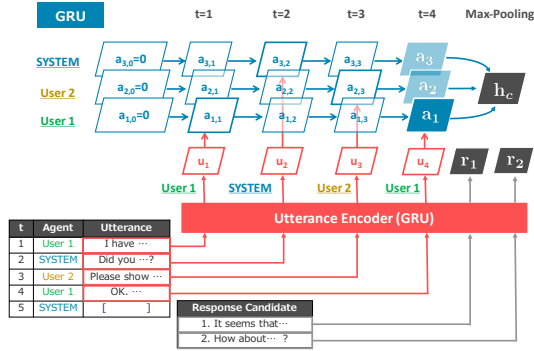 GRU t=1 t=2 t=3 t=4 Max-Pooling
SYSTEM a3,0=0 a3,1 a3,2 a3,3 a3
User 2 a2,0=0 a2,1 a2,2 a2,3 a2 hc
User 1 a1,0=0 a1,1 a1,2 a1,3 a1
u1 u2 u3 u4 r1 r2
User 1 SYSTEM User 2 User 1
Utterance Encoder (GRU)
t Agent Utterance
1 User 1 I have ⋯
2 SYSTEM Did you ⋯?
3 User 2 Please show ⋯
4 User 1 OK. ⋯
5 SYSTEM [ ]
Response Candidate
1. It seems that⋯
2. How about⋯ ?